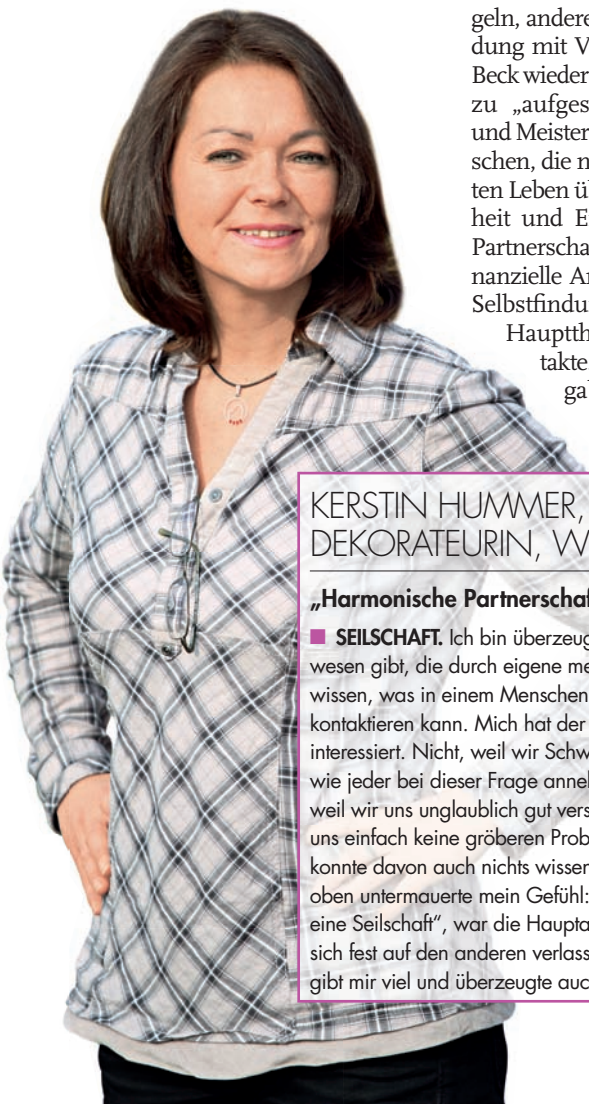 geln, andere
dung mit V
Beck wieder
zu „aufges
und Meister
schen, die n
ten Leben ü
heit und E
Partnerscha
nanzielle A
Selbstfindu
Hauptth
takte
ga
KERSTIN HUMMER,
DEKORATEURIN, W
„Harmonische Partnerschaf
■ SEILSCHAFT. Ich bin überzeug
wesen gibt, die durch eigene me
wissen, was in einem Menschen
kontaktieren kann. Mich hat der
interessiert. Nicht, weil wir Schw
wie jeder bei dieser Frage anneh
weil wir uns unglaublich gut vers
uns einfach keine gröberen Prob
konnte davon auch nichts wissen
oben untermauerte mein Gefühl:
eine Seilschaft“, war die Haupta
sich fest auf den anderen verlass
gibt mir viel und überzeugte auc